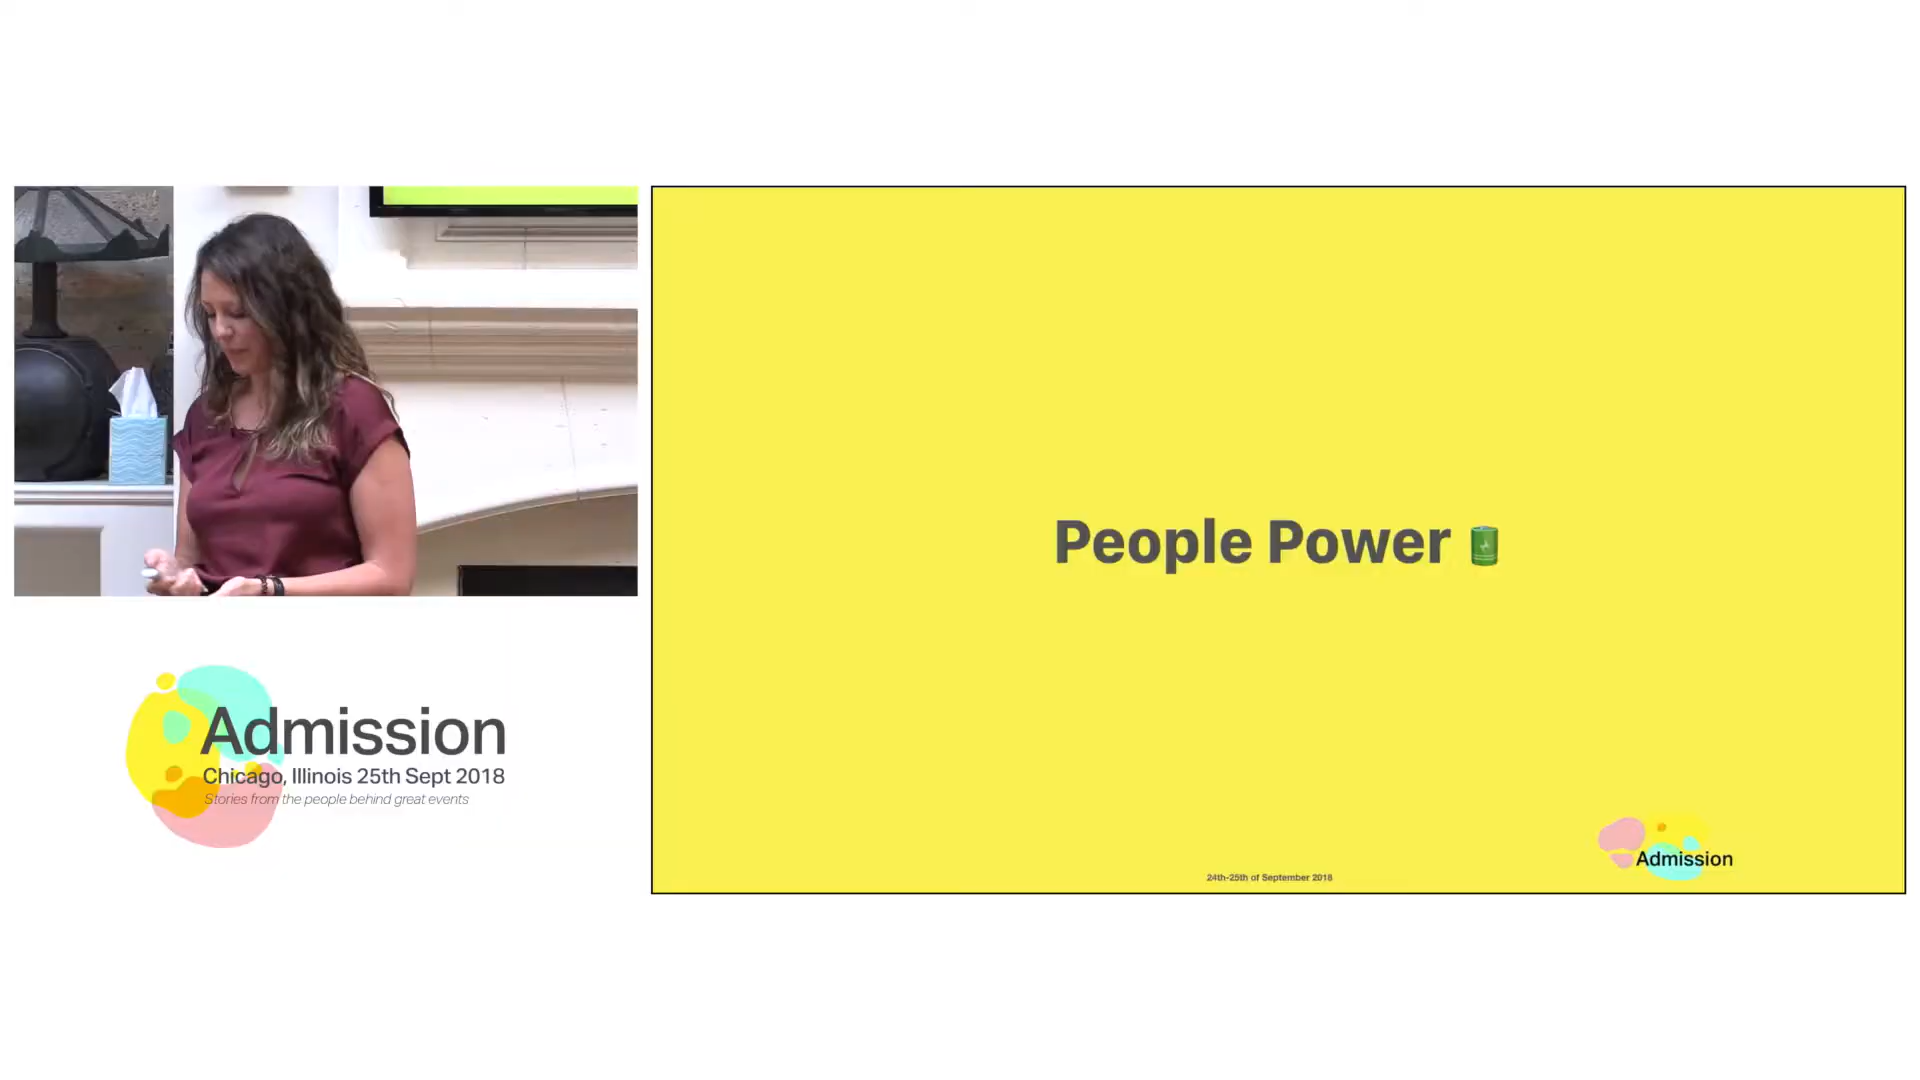 Admission
Chicago, Illinois 25th Sept 2018
Stories from the people behind great events
People Power
24th-25th of September 2018
Admission